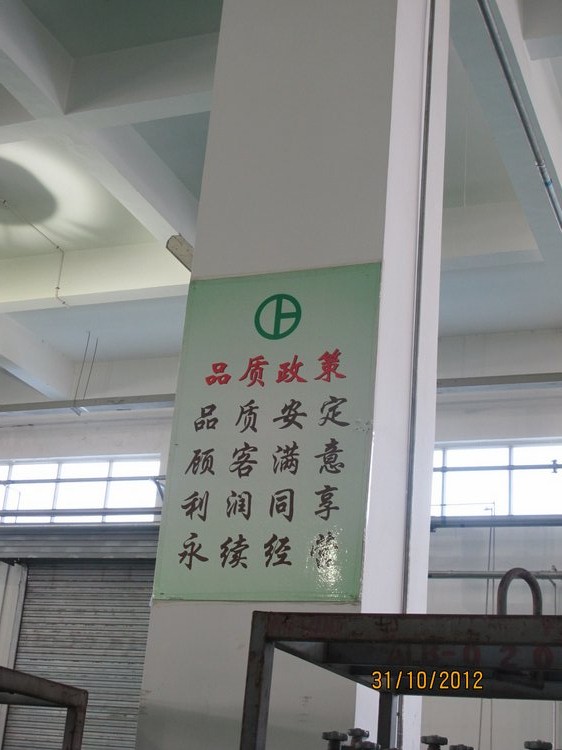 品质政策
品质安定
顾客满意
利润同享
永续经营
31/10/2012